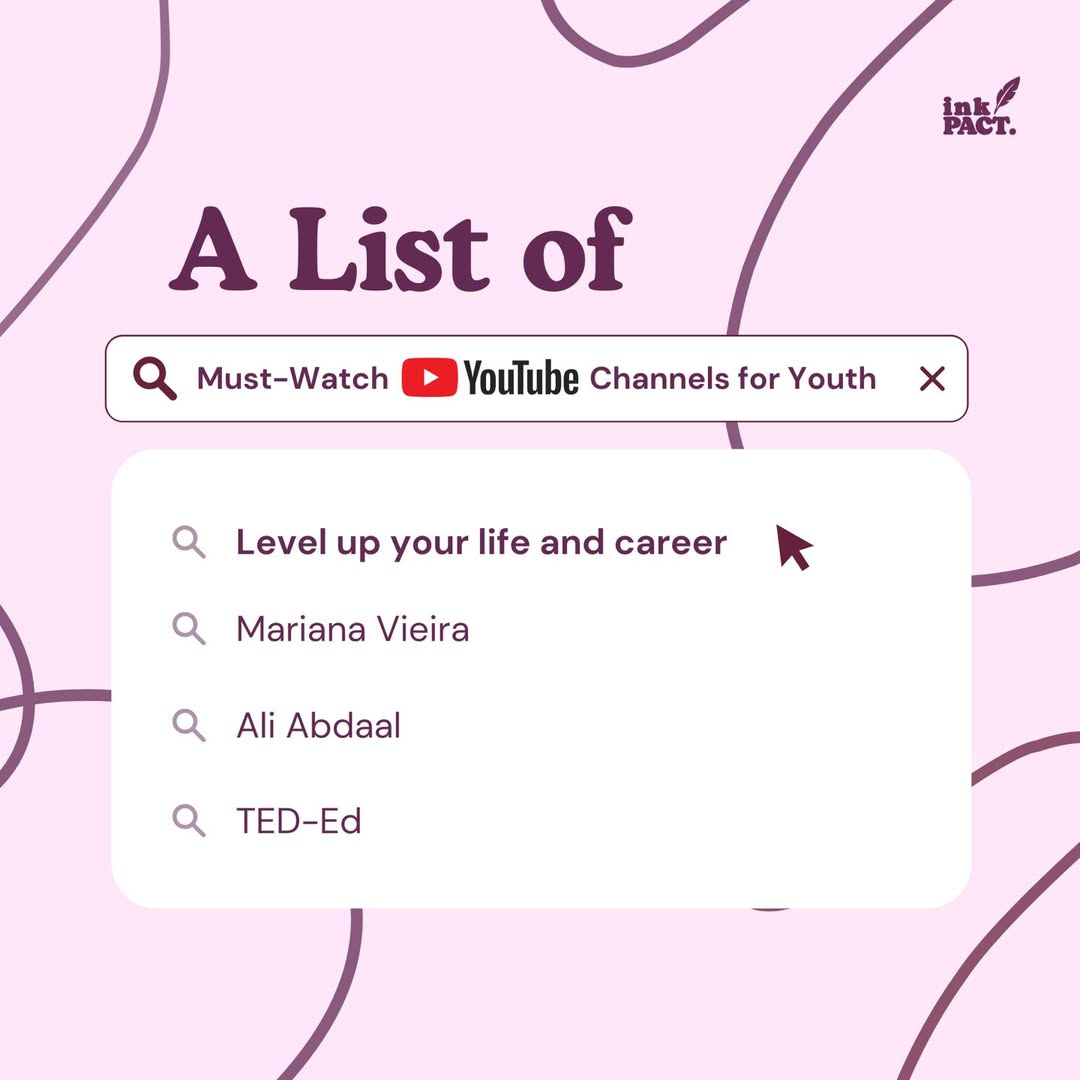 ink
PACT.
A List of
Must-Watch YouTube Channels for Youth
Level up your life and career
Mariana Vieira
Ali Abdaal
TED-Ed